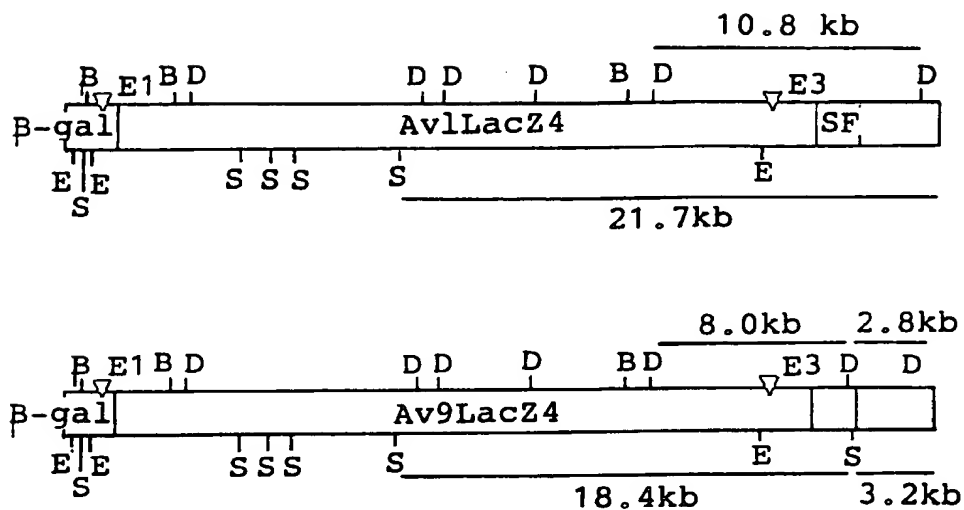 10.8 kb
B E1 B D D D D B D E3 D
β-gal Av1LacZ4 SF
E S E S S S S E
21.7kb
8.0kb 2.8kb
B E1 B D D D D B D E3 D D
β-gal Av9LacZ4
E S E S S S S E S
18.4kb 3.2kb